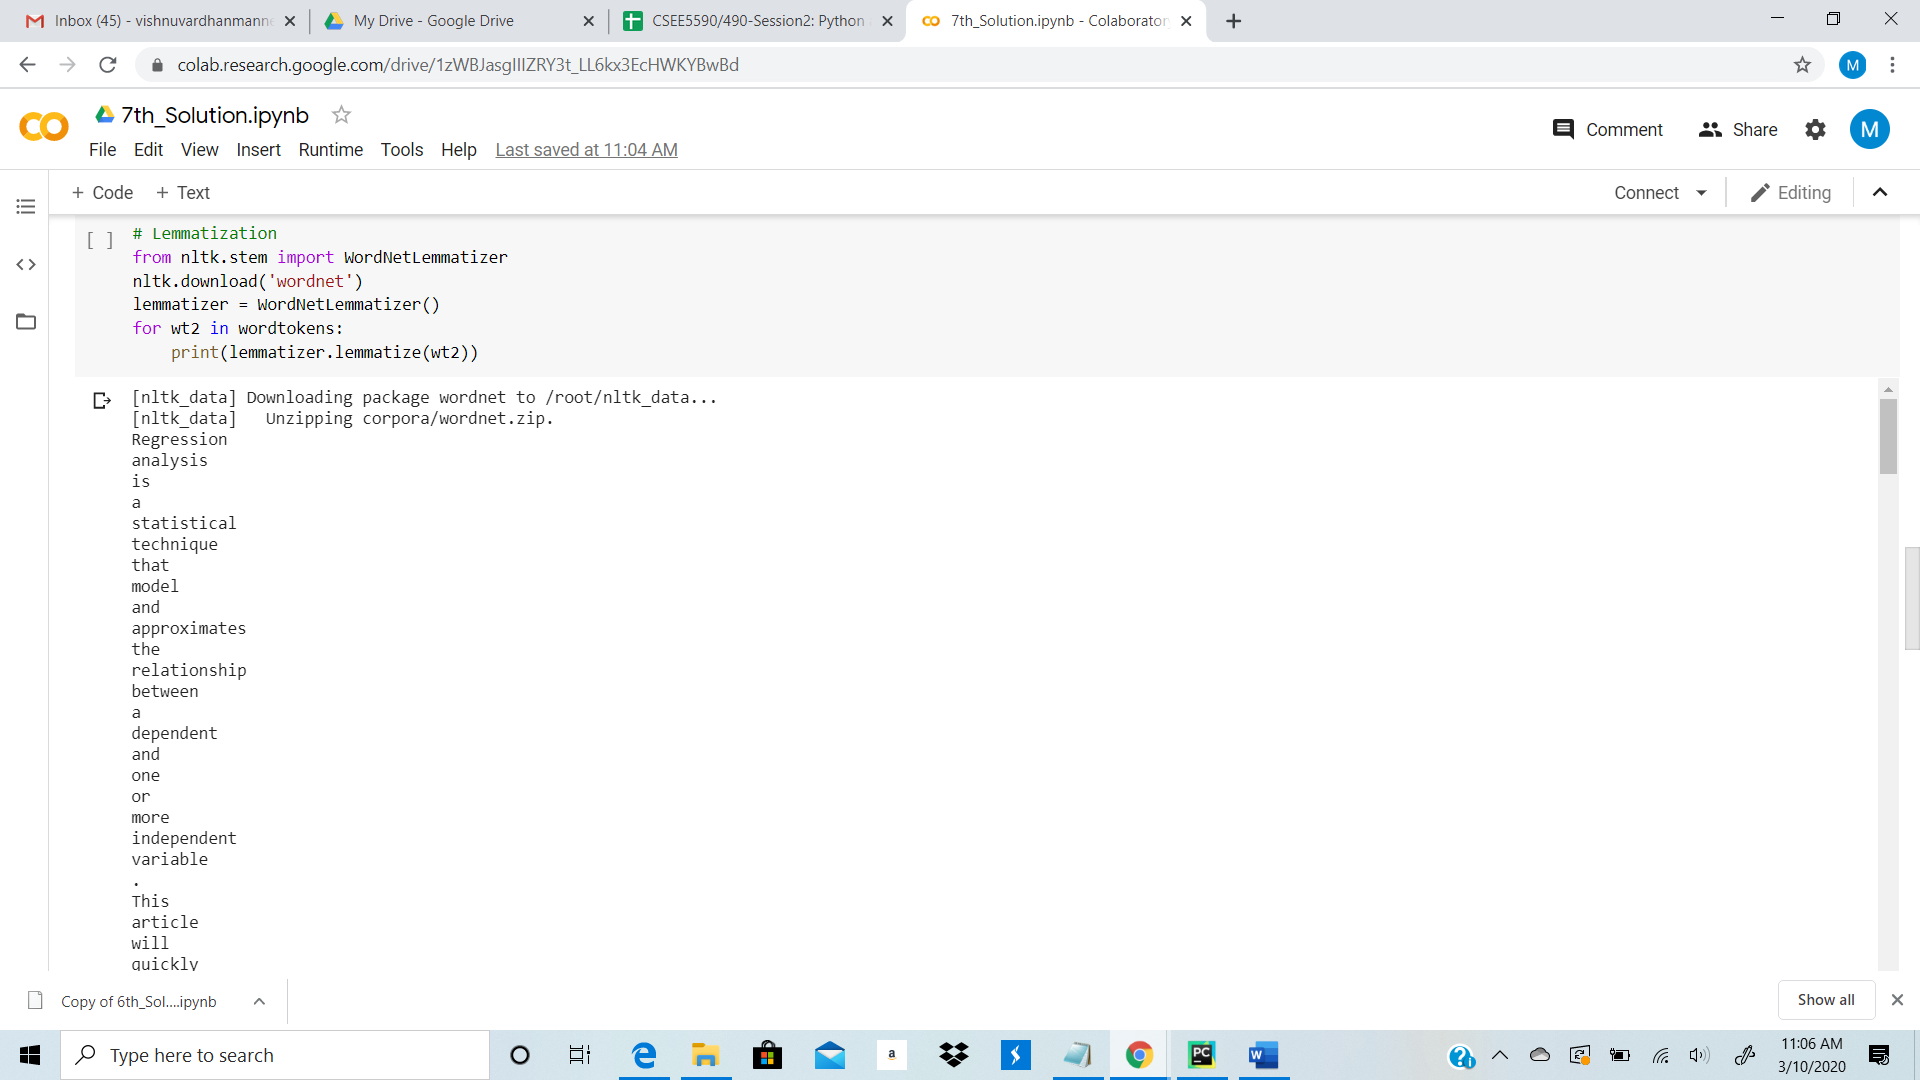 Inbox (45) - vishnuvardhanmann
My Drive - Google Drive
CSEE5590/490-Session2: Python
7th_Solution.ipynb - Colaborator
colab.research.google.com/drive/1zWBJasgIIIZRY3t_LL6kx3EcHWKYBwBd
M
7th_Solution.ipynb
Comment
Share
M
File Edit View Insert Runtime Tools Help Last saved at 11:04 AM
+ Code + Text
Connect
Editing
[ ]
# Lemmatization
from nltk.stem import WordNetLemmatizer
nltk.download('wordnet')
lemmatizer = WordNetLemmatizer()
for wt2 in wordtokens:
print(lemmatizer.lemmatize(wt2))
[nltk_data] Downloading package wordnet to /root/nltk_data...
[nltk_data] Unzipping corpora/wordnet.zip.
Regression
analysis
is
a
statistical
technique
that
model
and
approximates
the
relationship
between
a
dependent
and
one
or
more
independent
variable
.
This
article
will
quickly
Copy of 6th_Sol....ipynb
Show all
Type here to search
a
PC
W
11:06 AM
3/10/2020